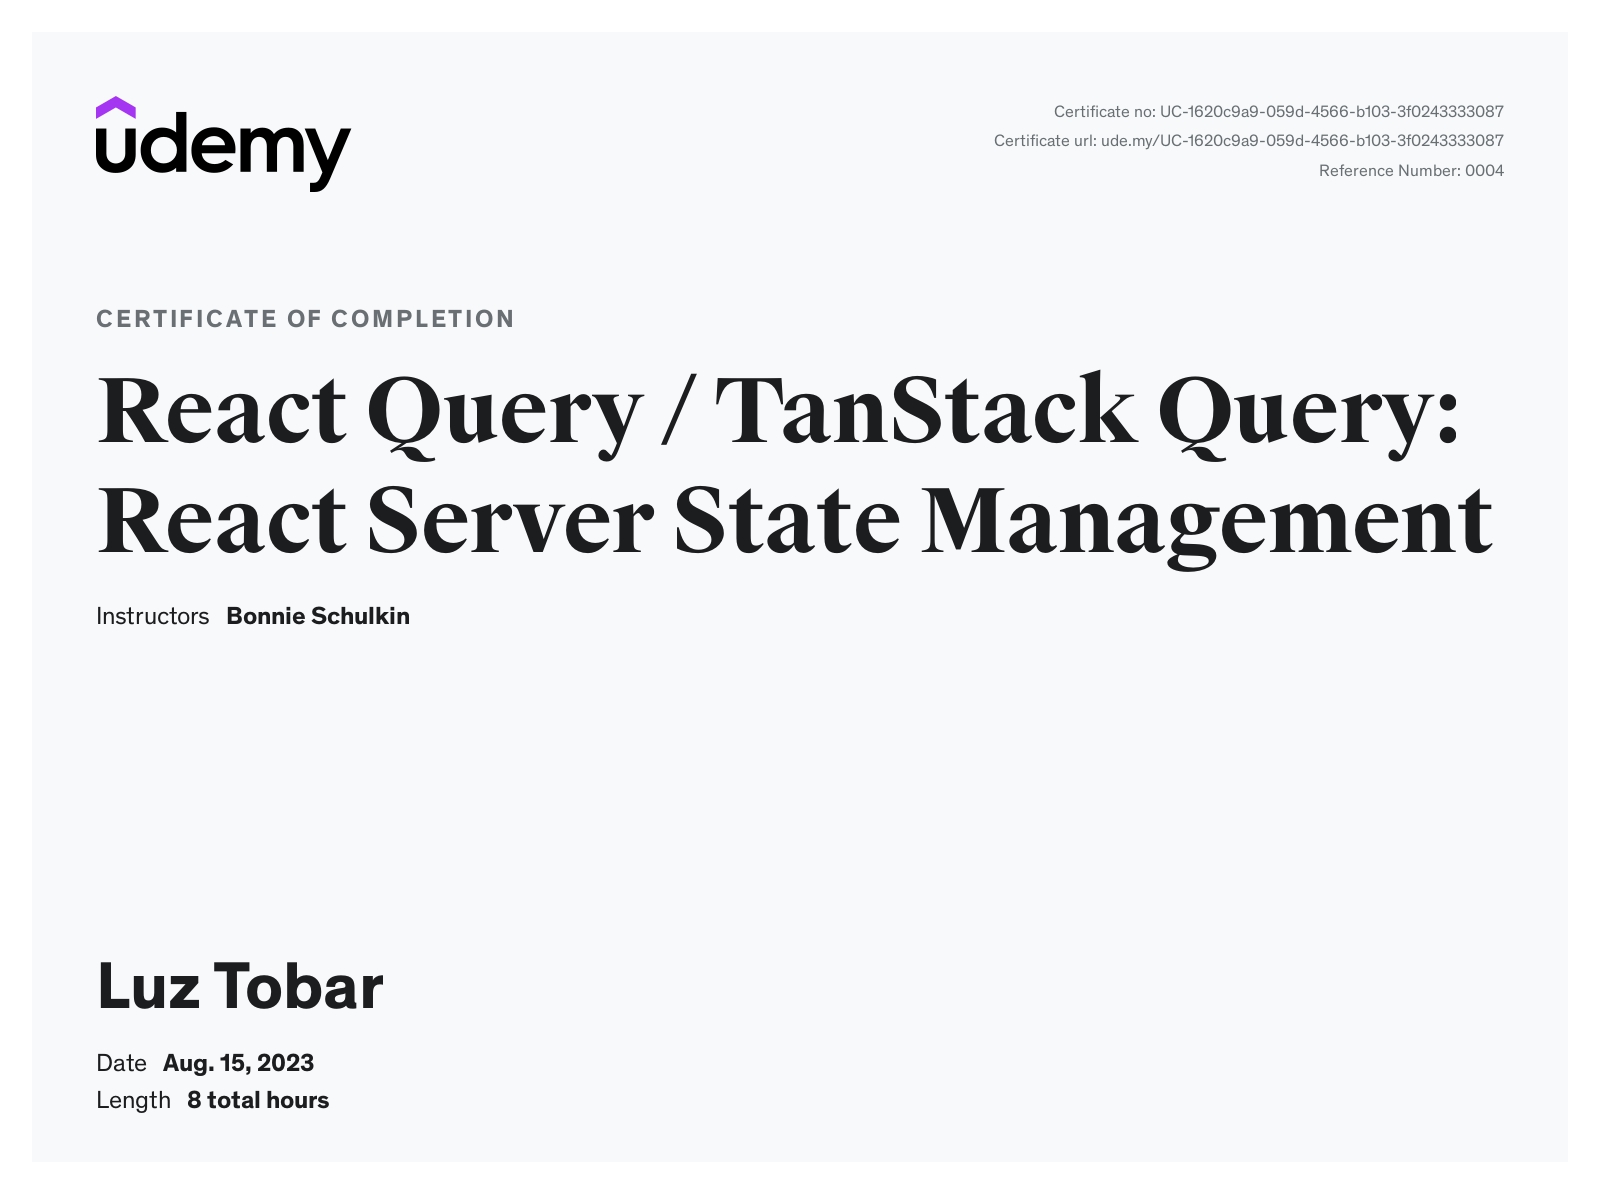 udemy
Certificate no: UC-1620c9a9-059d-4566-b103-3f0243333087
Certificate url: ude.my/UC-1620c9a9-059d-4566-b103-3f0243333087
Reference Number: 0004
CERTIFICATE OF COMPLETION
React Query / TanStack Query:
React Server State Management
Instructors Bonnie Schulkin
Luz Tobar
Date Aug. 15, 2023
Length 8 total hours